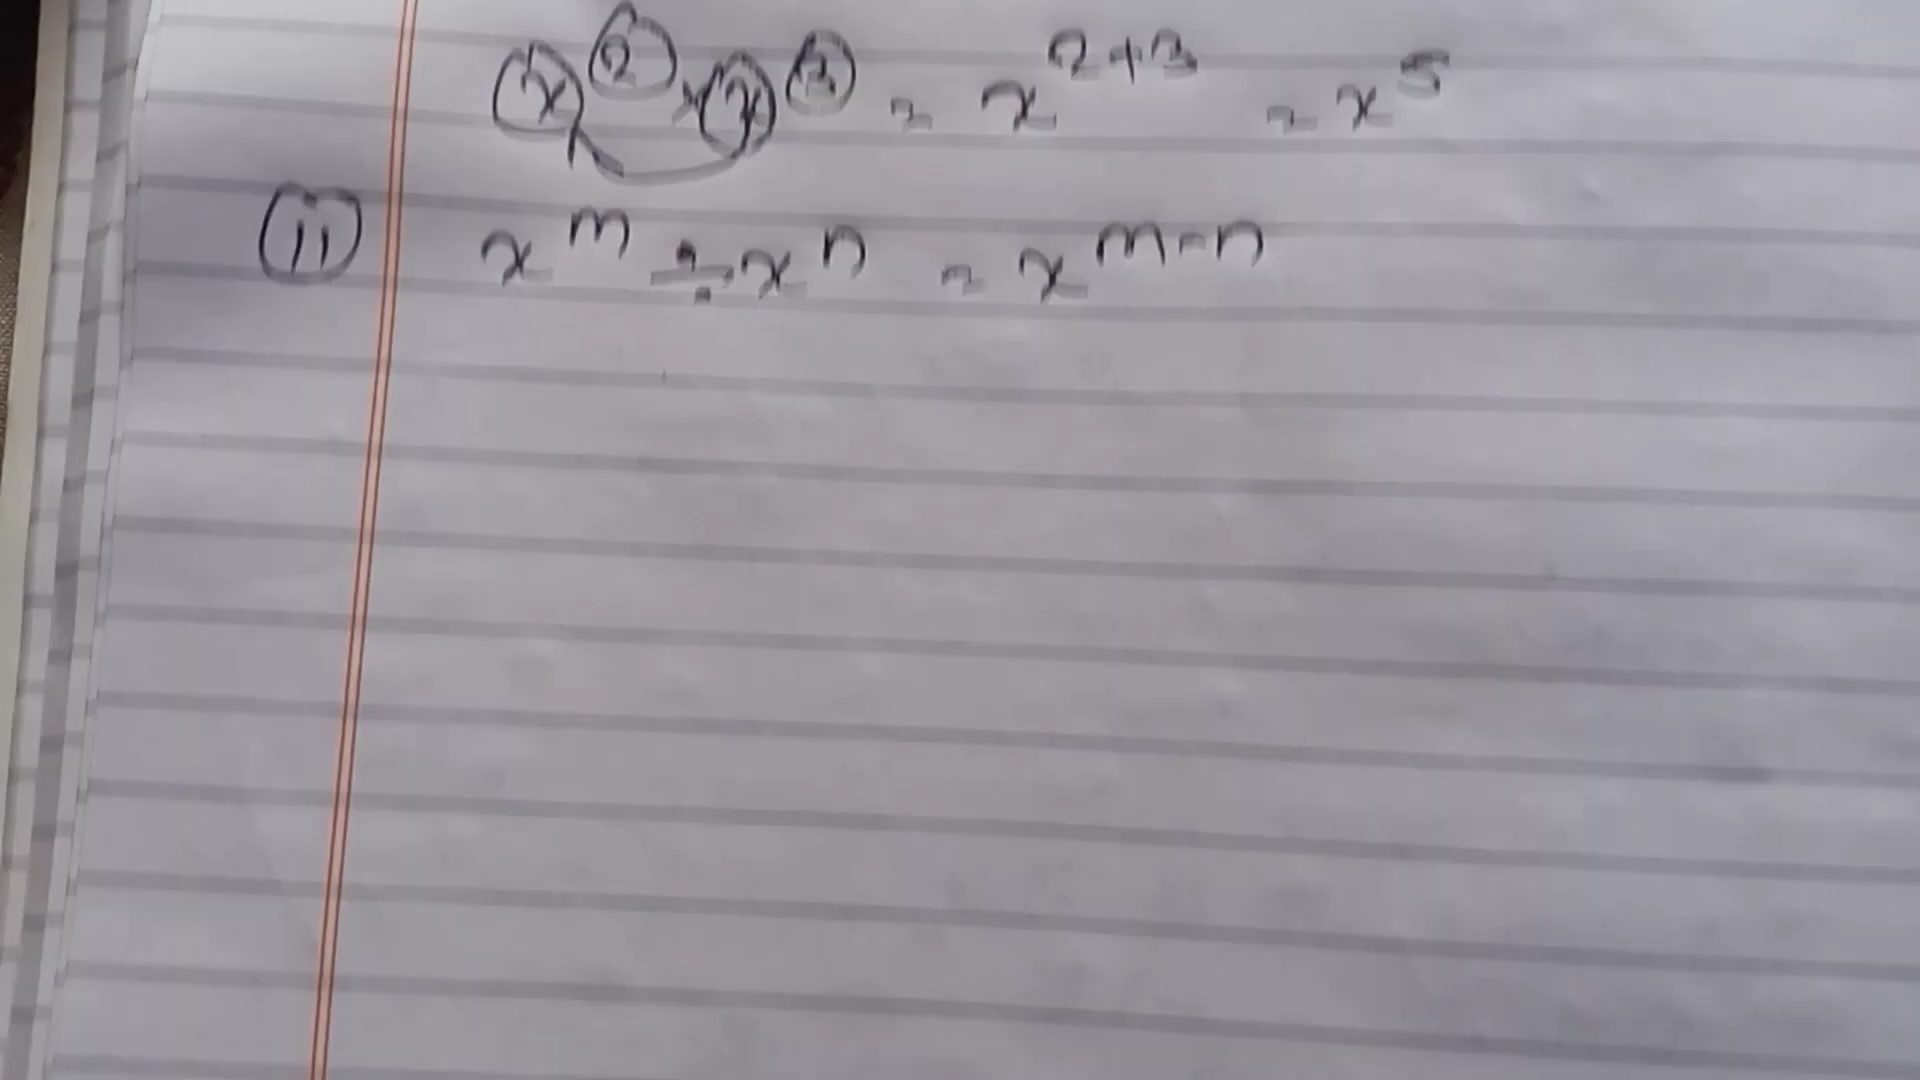 x² × x³ = x²⁺³ = x⁵
(ii) xᵐ ÷ xⁿ = xᵐ⁻ⁿ